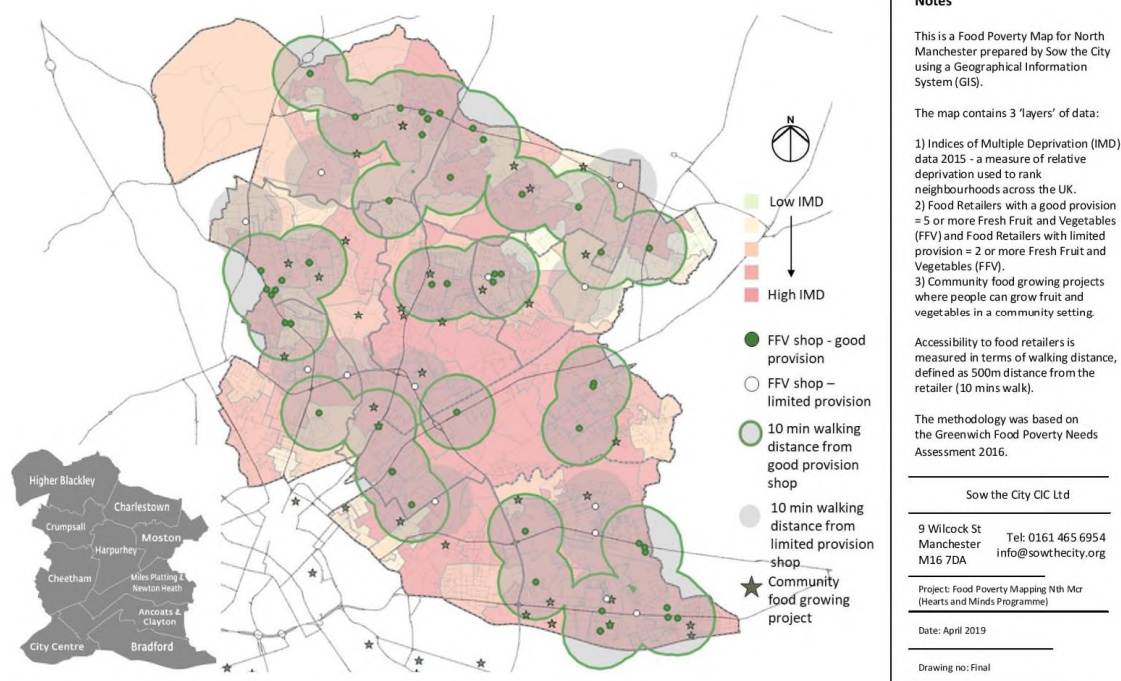 N
Low IMD
High IMD
FFV shop - good
provision
FFV shop –
limited provision
10 min walking
distance from
good provision
shop
10 min walking
distance from
limited provision
shop
Community
food growing
project
Higher Blackley
Charlestown
Crumpsall
Moston
Harpurhey
Cheetham
Miles Platting &
Newton Heath
Ancoats &
Clayton
City Centre
Bradford
Notes
This is a Food Poverty Map for North
Manchester prepared by Sow the City
using a Geographical Information
System (GIS).
The map contains 3 ‘layers’ of data:
1) Indices of Multiple Deprivation (IMD)
data 2015 - a measure of relative
deprivation used to rank
neighbourhoods across the UK.
2) Food Retailers with a good provision
= 5 or more Fresh Fruit and Vegetables
(FFV) and Food Retailers with limited
provision = 2 or more Fresh Fruit and
Vegetables (FFV).
3) Community food growing projects
where people can grow fruit and
vegetables in a community setting.
Accessibility to food retailers is
measured in terms of walking distance,
defined as 500m distance from the
retailer (10 mins walk).
The methodology was based on
the Greenwich Food Poverty Needs
Assessment 2016.
Sow the City CIC Ltd
9 Wilcock St
Manchester
M16 7DA
Tel: 0161 465 6954
info@sowthecity.org
Project: Food Poverty Mapping Nth Mcr
(Hearts and Minds Programme)
Date: April 2019
Drawing no: Final